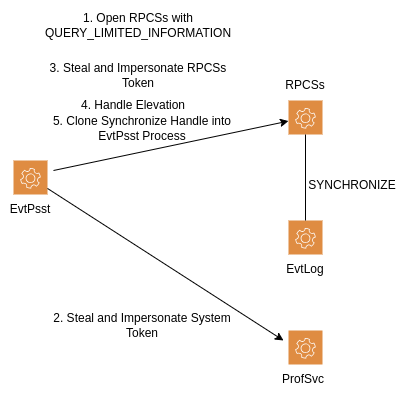 1. Open RPCSs with
QUERY_LIMITED_INFORMATION
3. Steal and Impersonate RPCSs
Token
4. Handle Elevation
5. Clone Synchronize Handle into
EvtPsst Process
RPCSs
SYNCHRONIZE
EvtPsst
EvtLog
2. Steal and Impersonate System
Token
ProfSvc